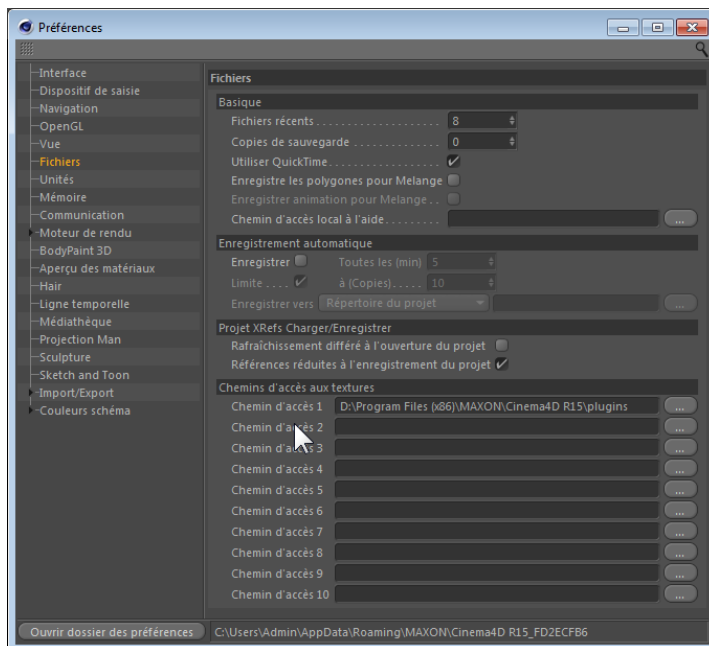 Préférences
Interface
Dispositif de saisie
Navigation
OpenGL
Vue
Fichiers
Unités
Mémoire
Communication
Moteur de rendu
BodyPaint 3D
Aperçu des matériaux
Hair
Ligne temporelle
Médiathèque
Projection Man
Sculpture
Sketch and Toon
Import/Export
Couleurs schéma
Fichiers
Basique
Fichiers récents . . . . . . . . . . . . . . . . . . . . 8
Copies de sauvegarde . . . . . . . . . . . . . . 0
Utiliser QuickTime . . . . . . . . . . . . . . . . . .
Enregistre les polygones pour Melange
Enregistrer animation pour Melange . .
Chemin d'accès local à l'aide . . . . . . . . . ...
Enregistrement automatique
Enregistrer Toutes les (min) 5
Limite . . . . à (Copies) . . . . . 10
Enregistrer vers Répertoire du projet ...
Projet XRefs Charger/Enregistrer
Rafraîchissement différé à l'ouverture du projet
Références réduites à l'enregistrement du projet
Chemins d'accès aux textures
Chemin d'accès 1 D:\Program Files (x86)\MAXON\Cinema4D R15\plugins ...
Chemin d'accès 2 ...
Chemin d'accès 3 ...
Chemin d'accès 4 ...
Chemin d'accès 5 ...
Chemin d'accès 6 ...
Chemin d'accès 7 ...
Chemin d'accès 8 ...
Chemin d'accès 9 ...
Chemin d'accès 10 ...
Ouvrir dossier des préférences C:\Users\Admin\AppData\Roaming\MAXON\Cinema4D R15_FD2ECFB6